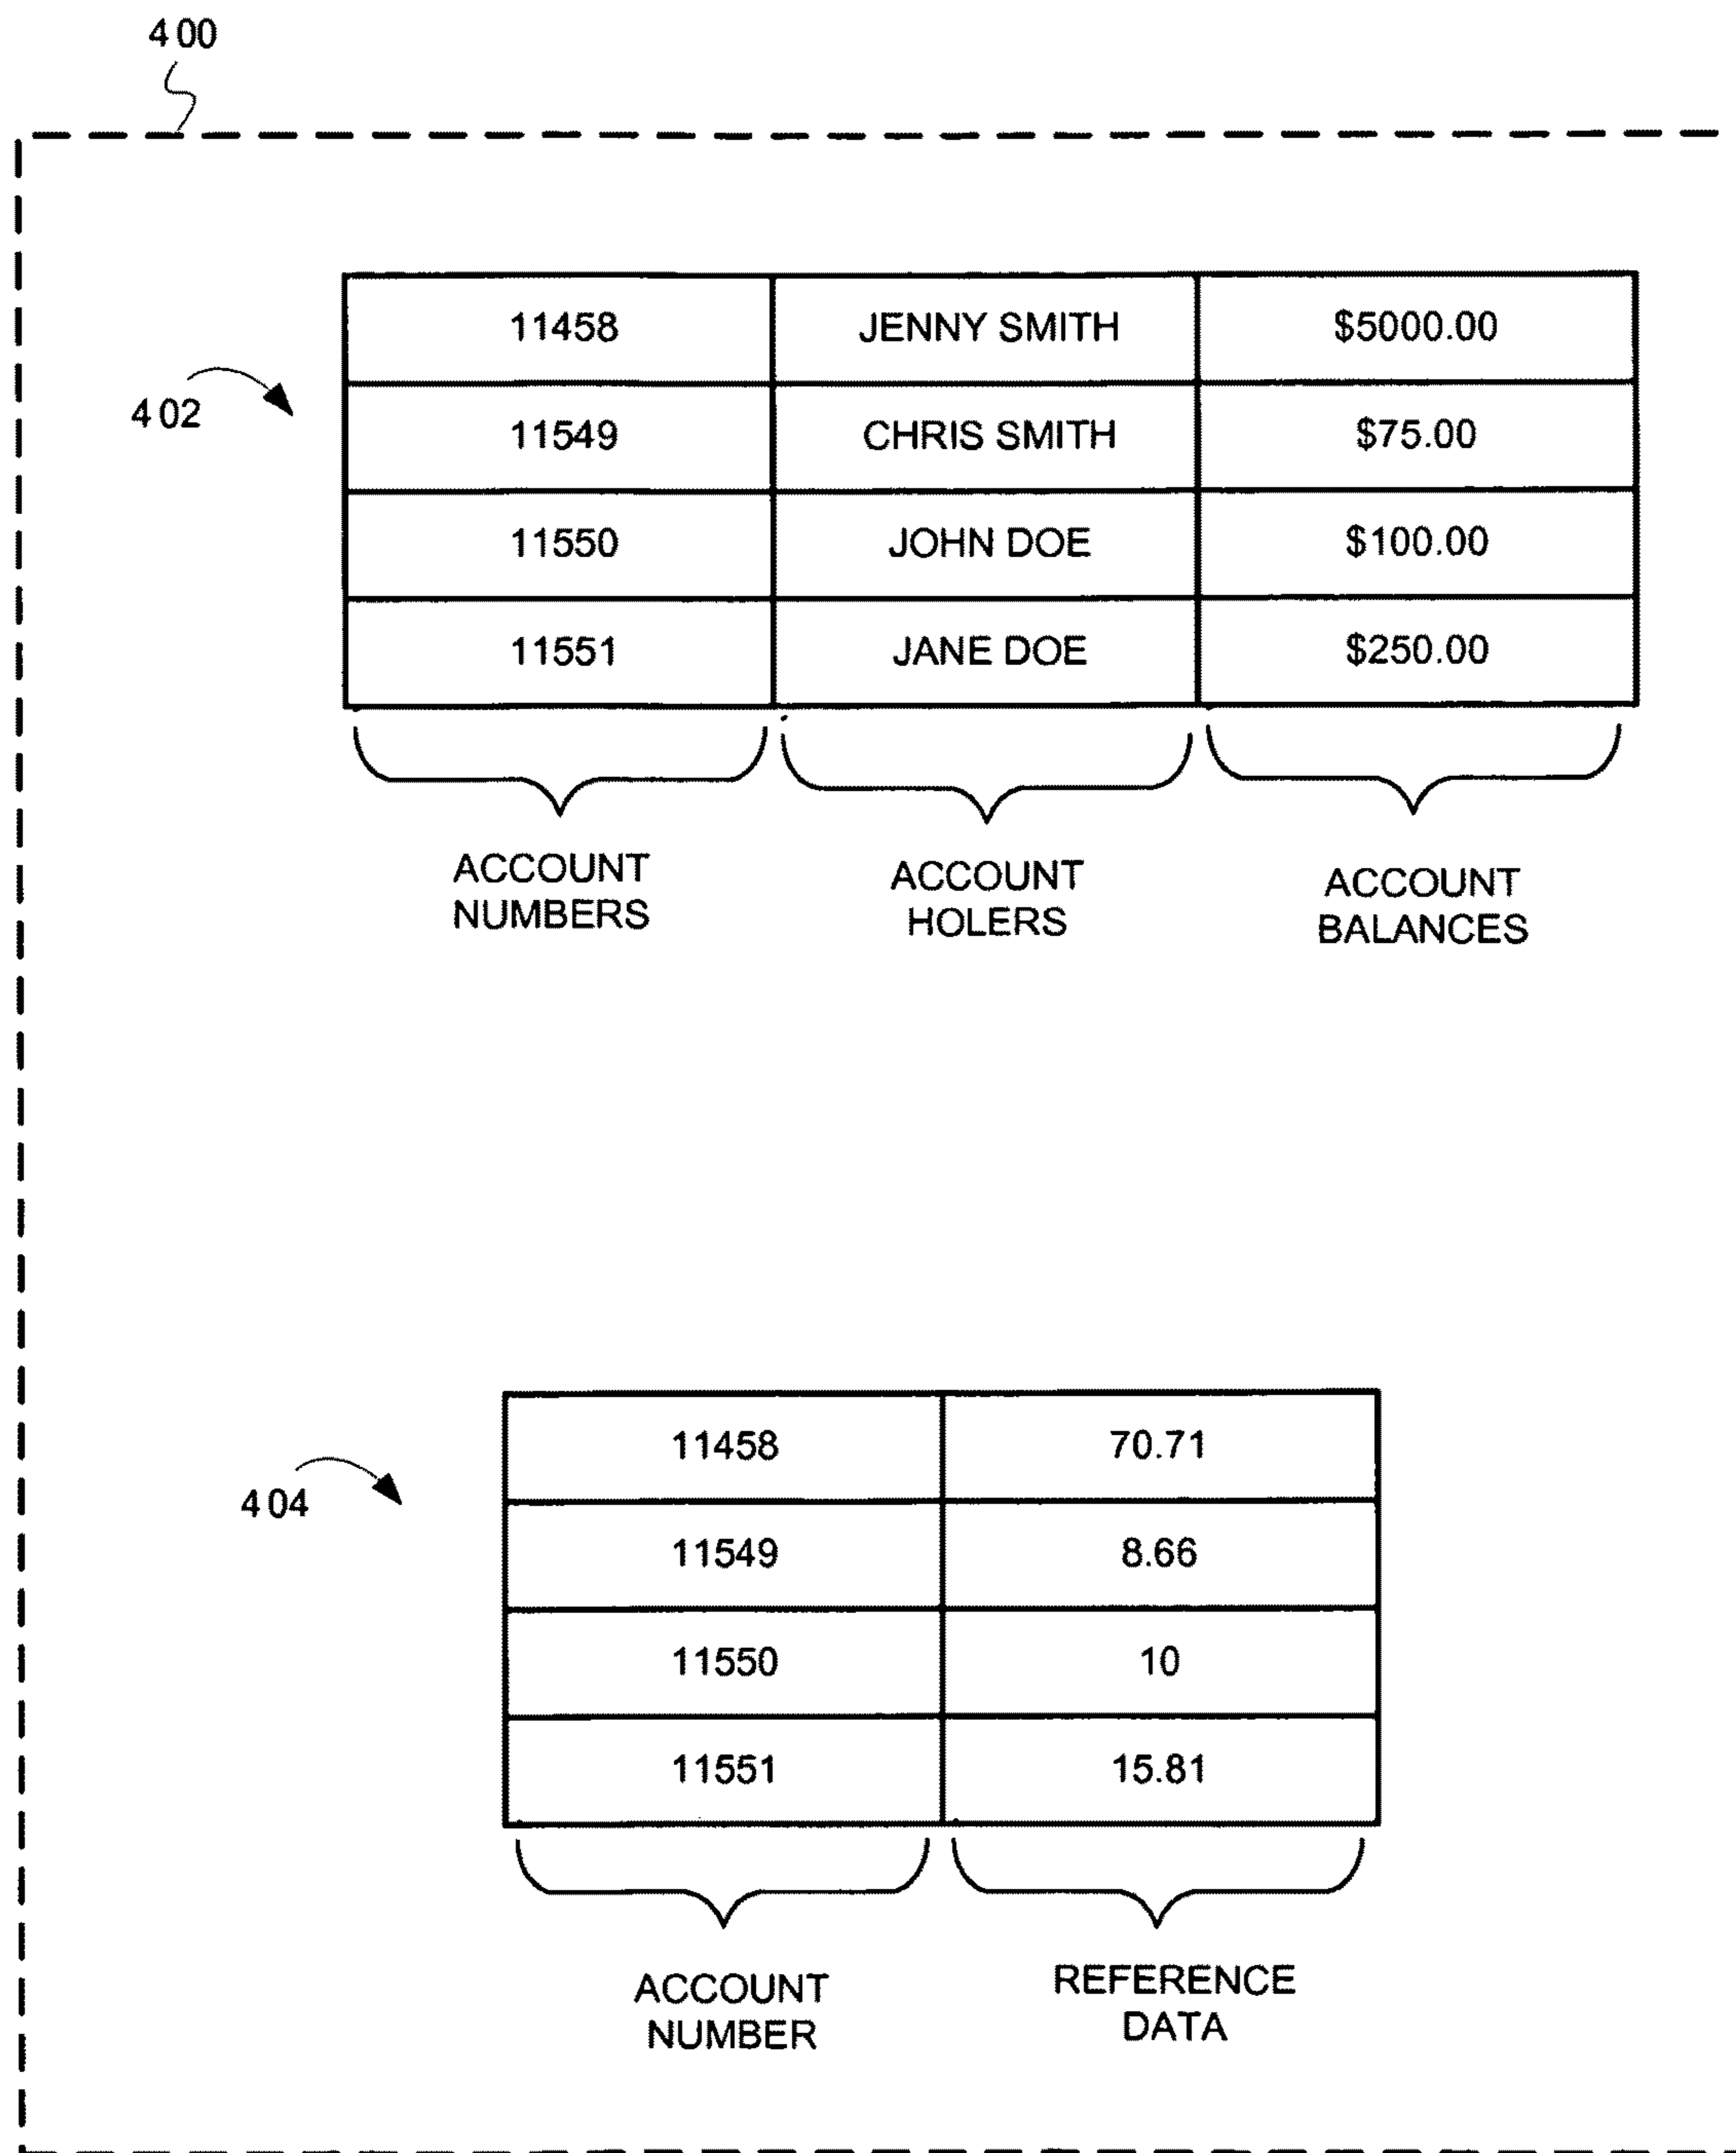 400
402
11458 JENNY SMITH $5000.00
11549 CHRIS SMITH $75.00
11550 JOHN DOE $100.00
11551 JANE DOE $250.00
ACCOUNT
NUMBERS
ACCOUNT
HOLERS
ACCOUNT
BALANCES
404
11458 70.71
11549 8.66
11550 10
11551 15.81
ACCOUNT
NUMBER
REFERENCE
DATA